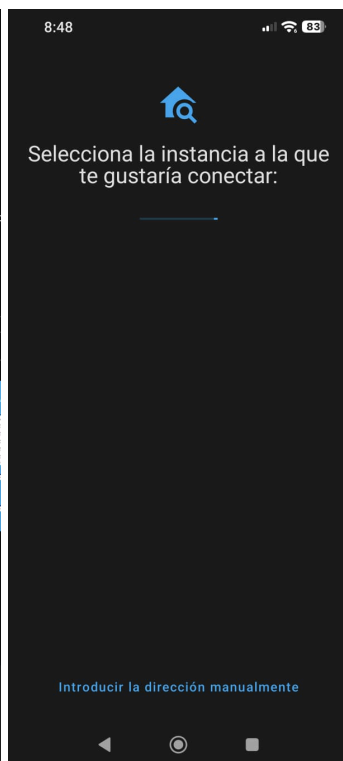 8:48
83
Selecciona la instancia a la que
te gustaría conectar:
Introducir la dirección manualmente